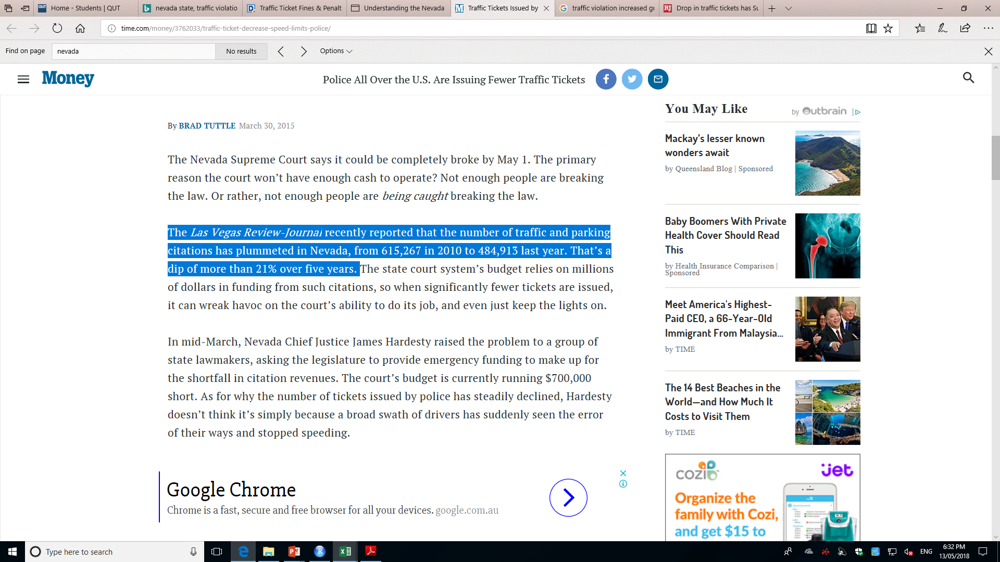 Home - Students | QUT
nevada state, traffic violatio
Traffic Ticket Fines & Penalt
Understanding the Nevada
Traffic Tickets Issued by
traffic violation increased gr
Drop in traffic tickets has Su
time.com/money/3762033/traffic-ticket-decrease-speed-limits-police/
Find on page
nevada
No results
Options
Money
Police All Over the U.S. Are Issuing Fewer Traffic Tickets
By BRAD TUTTLE March 30, 2015
The Nevada Supreme Court says it could be completely broke by May 1. The primary
reason the court won’t have enough cash to operate? Not enough people are breaking
the law. Or rather, not enough people are being caught breaking the law.
The Las Vegas Review-Journal recently reported that the number of traffic and parking
citations has plummeted in Nevada, from 615,267 in 2010 to 484,913 last year. That’s a
dip of more than 21% over five years. The state court system’s budget relies on millions
of dollars in funding from such citations, so when significantly fewer tickets are issued,
it can wreak havoc on the court’s ability to do its job, and even just keep the lights on.
In mid-March, Nevada Chief Justice James Hardesty raised the problem to a group of
state lawmakers, asking the legislature to provide emergency funding to make up for
the shortfall in citation revenues. The court’s budget is currently running $700,000
short. As for why the number of tickets issued by police has steadily declined, Hardesty
doesn’t think it’s simply because a broad swath of drivers has suddenly seen the error
of their ways and stopped speeding.
Google Chrome
Chrome is a fast, secure and free browser for all your devices. google.com.au
You May Like
by Outbrain
Mackay’s lesser known
wonders await
by Queensland Blog | Sponsored
Baby Boomers With Private
Health Cover Should Read
This
by Health Insurance Comparison |
Sponsored
Meet America's Highest-
Paid CEO, a 66-Year-Old
Immigrant From Malaysia...
by TIME
The 14 Best Beaches in the
World—and How Much It
Costs to Visit Them
by TIME
COZI
jet
Organize the
family with Cozi,
and get $15 to
Type here to search
ENG
6:32 PM
13/05/2018